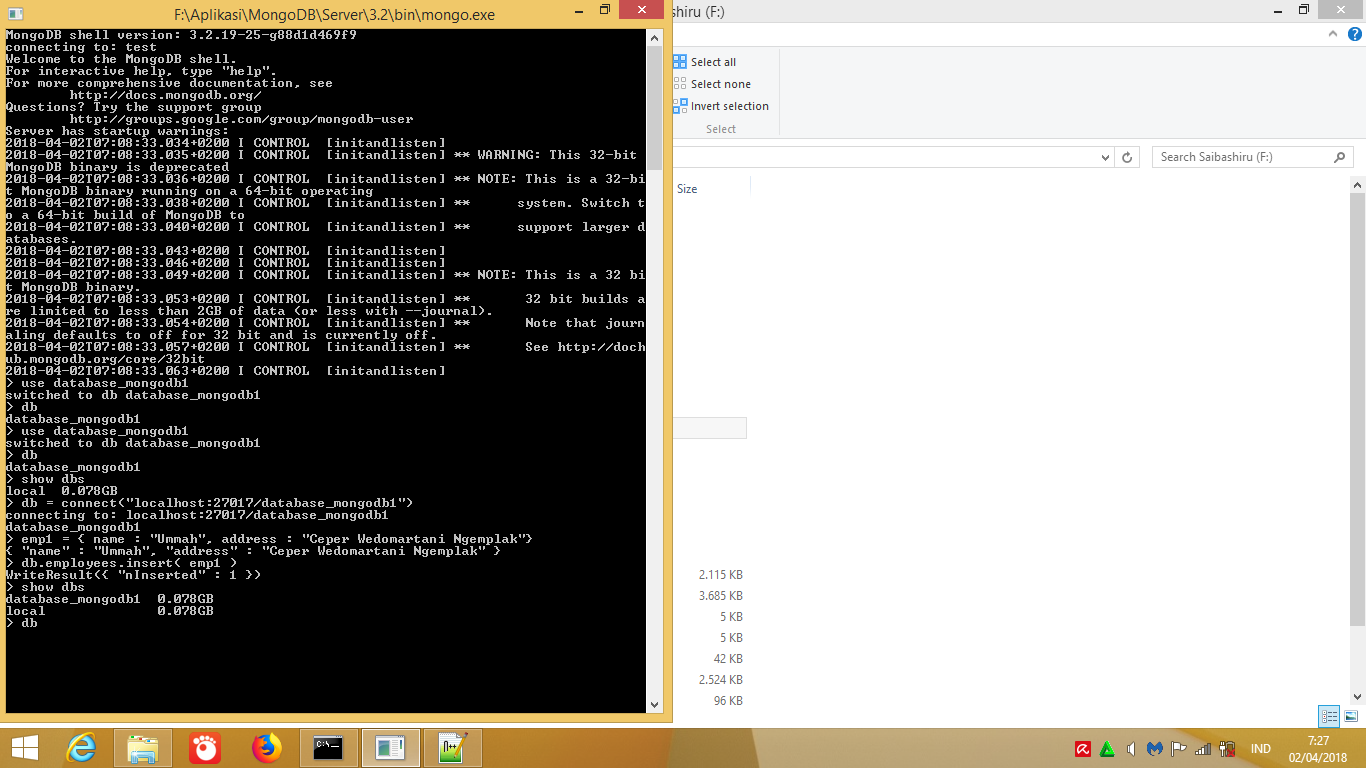 F:\Aplikasi\MongoDB\Server\3.2\bin\mongo.exe
MongoDB shell version: 3.2.19-25-g88d1d469f9
connecting to: test
Welcome to the MongoDB shell.
For interactive help, type "help".
For more comprehensive documentation, see
        http://docs.mongodb.org/
Questions? Try the support group
        http://groups.google.com/group/mongodb-user
Server has startup warnings:
2018-04-02T07:08:33.034+0200 I CONTROL  [initandlisten]
2018-04-02T07:08:33.035+0200 I CONTROL  [initandlisten] ** WARNING: This 32-bit
MongoDB binary is deprecated
2018-04-02T07:08:33.036+0200 I CONTROL  [initandlisten] ** NOTE: This is a 32-bi
t MongoDB binary running on a 64-bit operating
2018-04-02T07:08:33.038+0200 I CONTROL  [initandlisten] **      system. Switch t
o a 64-bit build of MongoDB to
2018-04-02T07:08:33.040+0200 I CONTROL  [initandlisten] **      support larger d
atabases.
2018-04-02T07:08:33.043+0200 I CONTROL  [initandlisten]
2018-04-02T07:08:33.046+0200 I CONTROL  [initandlisten]
2018-04-02T07:08:33.049+0200 I CONTROL  [initandlisten] ** NOTE: This is a 32 bi
t MongoDB binary.
2018-04-02T07:08:33.053+0200 I CONTROL  [initandlisten] **       32 bit builds a
re limited to less than 2GB of data (or less with --journal).
2018-04-02T07:08:33.054+0200 I CONTROL  [initandlisten] **       Note that journ
aling defaults to off for 32 bit and is currently off.
2018-04-02T07:08:33.057+0200 I CONTROL  [initandlisten] **       See http://doch
ub.mongodb.org/core/32bit
2018-04-02T07:08:33.063+0200 I CONTROL  [initandlisten]
> use database_mongodb1
switched to db database_mongodb1
> db
database_mongodb1
> use database_mongodb1
switched to db database_mongodb1
> db
database_mongodb1
> show dbs
local  0.078GB
> db = connect("localhost:27017/database_mongodb1")
connecting to: localhost:27017/database_mongodb1
database_mongodb1
> emp1 = { name : "Ummah", address : "Ceper Wedomartani Ngemplak"}
{ "name" : "Ummah", "address" : "Ceper Wedomartani Ngemplak" }
> db.employees.insert( emp1 )
WriteResult({ "nInserted" : 1 })
> show dbs
database_mongodb1  0.078GB
local              0.078GB
> db
ashiru (F:)
Select all
Select none
Invert selection
Select
Search Saibashiru (F:)
Size
2.115 KB
3.685 KB
5 KB
5 KB
42 KB
2.524 KB
96 KB
C:\
N++
IND
7:27
02/04/2018